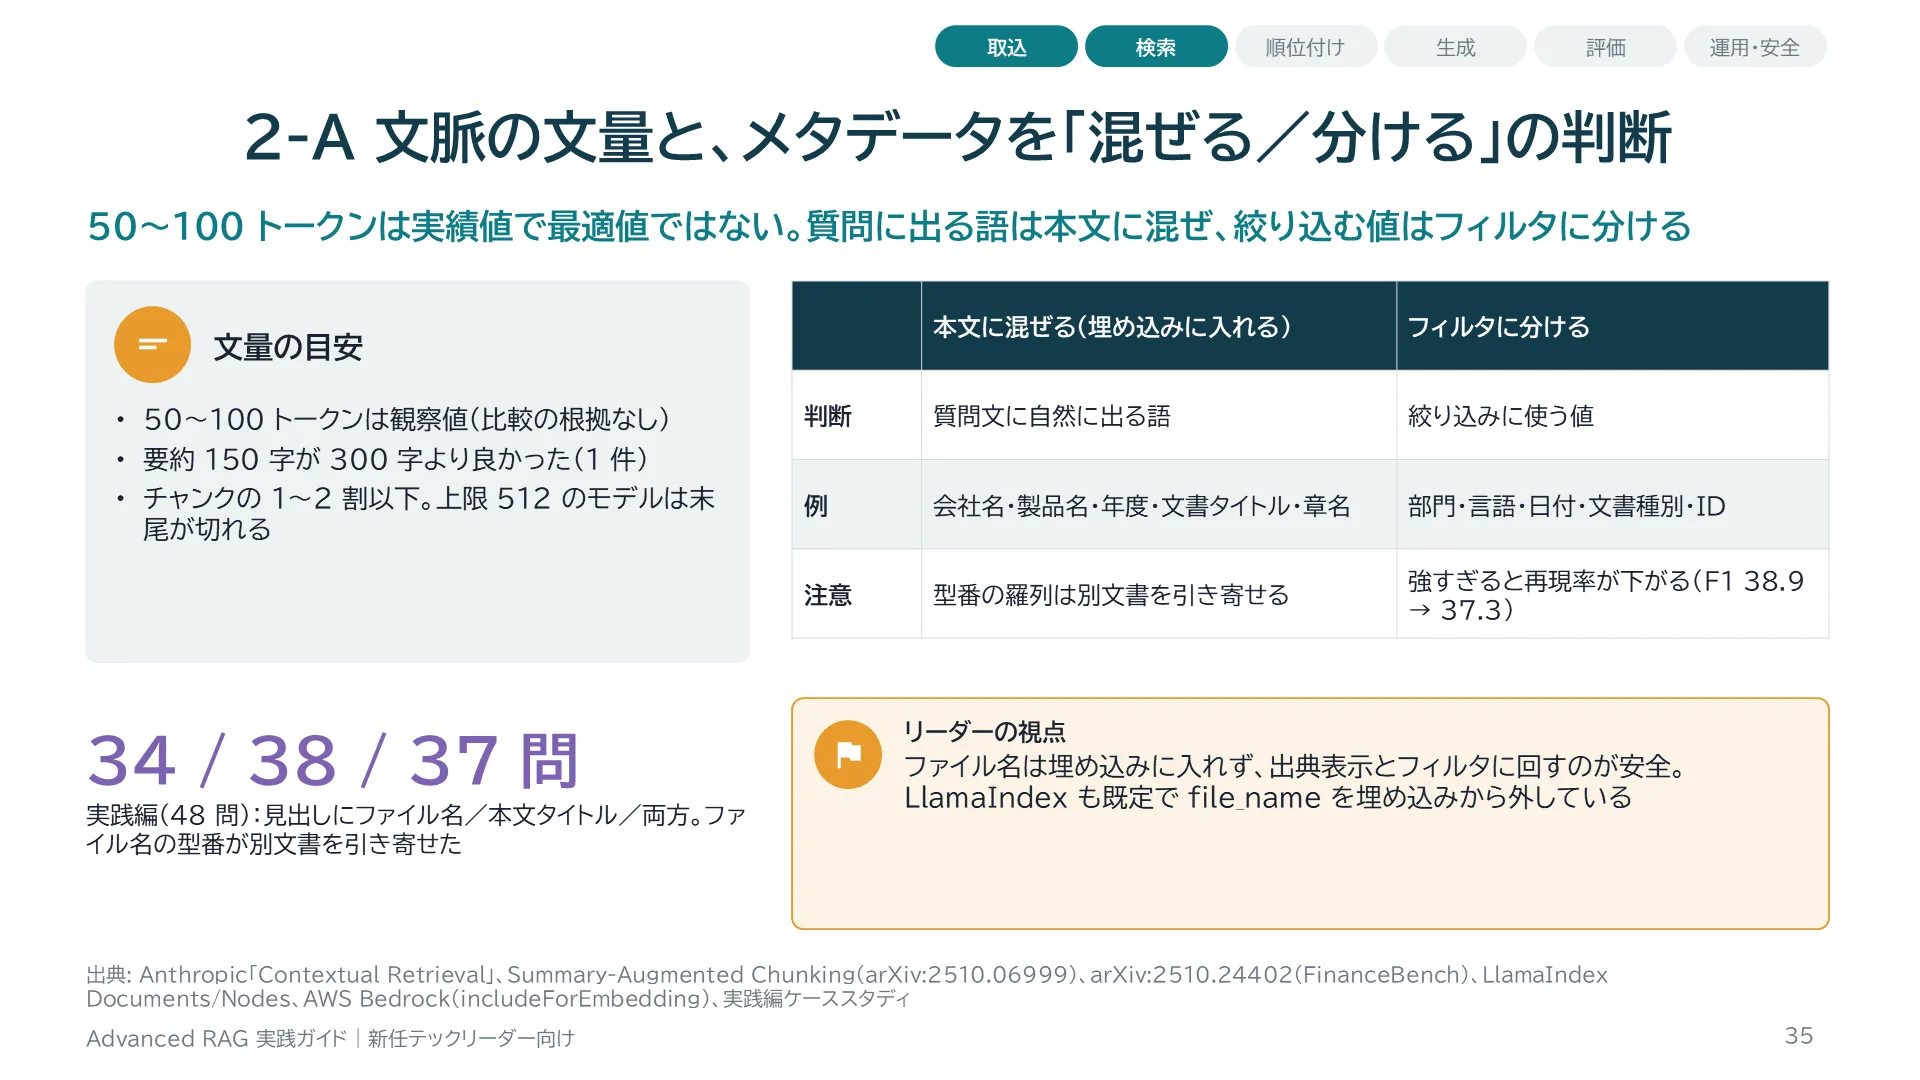 取込
検索
順位付け
生成
評価
運用・安全
2-A 文脈の文量と、メタデータを「混ぜる／分ける」の判断
50～100 トークンは実績値で最適値ではない。質問に出る語は本文に混ぜ、絞り込む値はフィルタに分ける
文量の目安
・ 50～100 トークンは観察値（比較の根拠なし）
・ 要約 150 字が 300 字より良かった（1 件）
・ チャンクの 1～2 割以下。上限 512 のモデルは末
尾が切れる
34 / 38 / 37 問
実践編（48 問）：見出しにファイル名／本文タイトル／両方。ファ
イル名の型番が別文書を引き寄せた
本文に混ぜる（埋め込みに入れる）
フィルタに分ける
判断
質問文に自然に出る語
絞り込みに使う値
例
会社名・製品名・年度・文書タイトル・章名
部門・言語・日付・文書種別・ID
注意
型番の羅列は別文書を引き寄せる
強すぎると再現率が下がる（F1 38.9
→ 37.3）
リーダーの視点
ファイル名は埋め込みに入れず、出典表示とフィルタに回すのが安全。
LlamaIndex も既定で file_name を埋め込みから外している
出典: Anthropic「Contextual Retrieval」、Summary-Augmented Chunking（arXiv:2510.06999）、arXiv:2510.24402（FinanceBench）、LlamaIndex
Documents/Nodes、AWS Bedrock（includeForEmbedding）、実践編ケーススタディ
Advanced RAG 実践ガイド｜新任テックリーダー向け
35